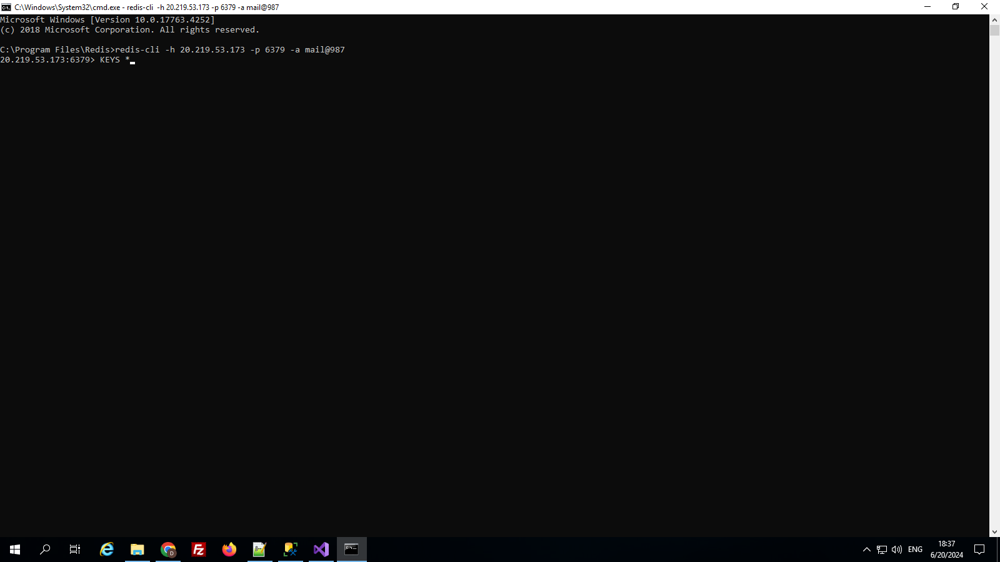 C:\Windows\System32\cmd.exe - redis-cli  -h 20.219.53.173 -p 6379 -a mail@987
Microsoft Windows [Version 10.0.17763.4252]
(c) 2018 Microsoft Corporation. All rights reserved.
C:\Program Files\Redis>redis-cli -h 20.219.53.173 -p 6379 -a mail@987
20.219.53.173:6379> KEYS *
ENG
18:37
6/20/2024